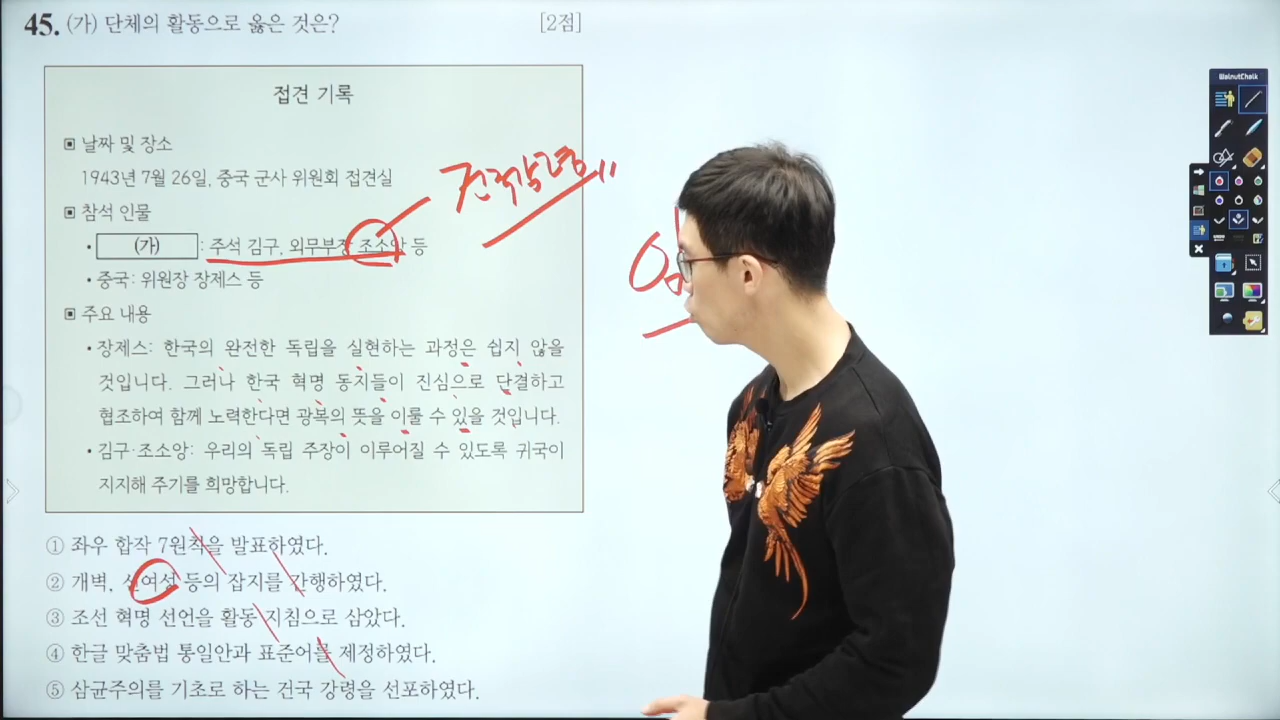 45. (가) 단체의 활동으로 옳은 것은? [2점]
접견 기록
▣ 날짜 및 장소
1943년 7월 26일, 중국 군사 위원회 접견실
▣ 참석 인물
• (가) : 주석 김구, 외무부장 조소앙 등
• 중국: 위원장 장제스 등
▣ 주요 내용
• 장제스: 한국의 완전한 독립을 실현하는 과정은 쉽지 않을
것입니다. 그러나 한국 혁명 동지들이 진심으로 단결하고
협조하여 함께 노력한다면 광복의 뜻을 이룰 수 있을 것입니다.
• 김구·조소앙: 우리의 독립 주장이 이루어질 수 있도록 귀국이
지지해 주기를 희망합니다.
① 좌우 합작 7원칙을 발표하였다.
② 개벽, 신여성 등의 잡지를 간행하였다.
③ 조선 혁명 선언을 활동 지침으로 삼았다.
④ 한글 맞춤법 통일안과 표준어를 제정하였다.
⑤ 삼균주의를 기초로 하는 건국 강령을 선포하였다.
건국강령
WalnutChalk